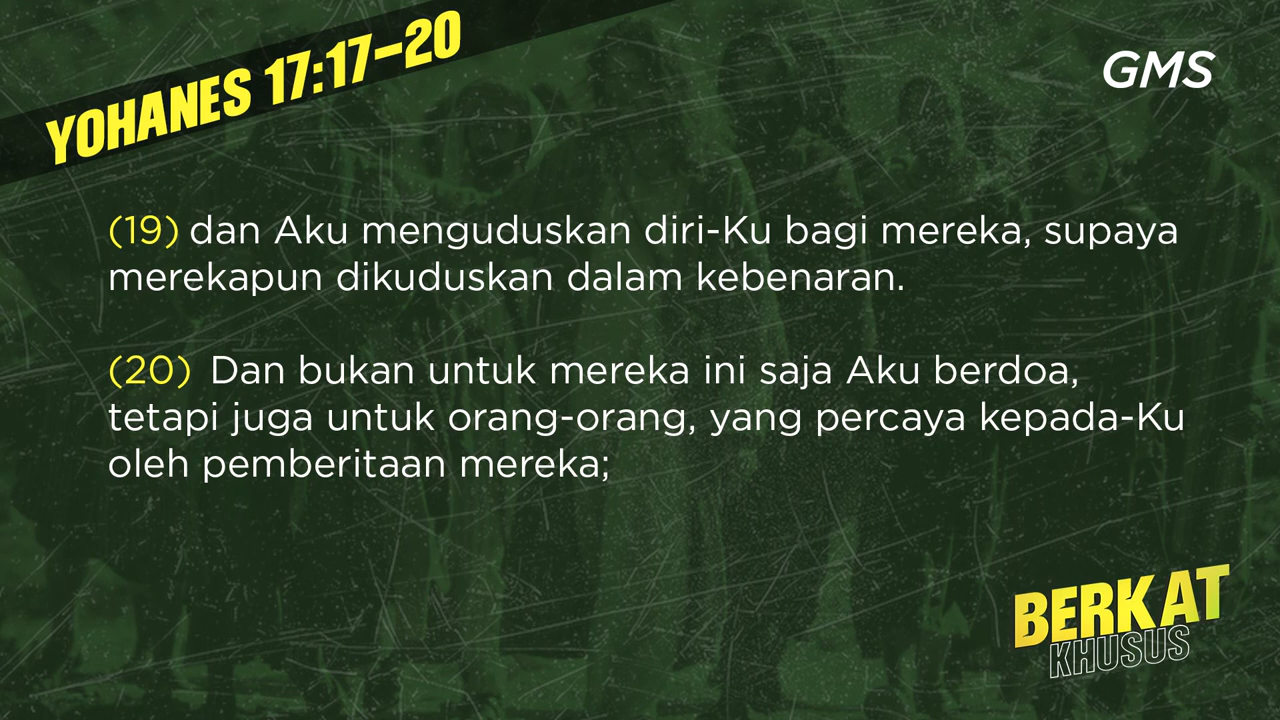 YOHANES 17:17–20
GMS
(19) dan Aku menguduskan diri-Ku bagi mereka, supaya
merekapun dikuduskan dalam kebenaran.
(20) Dan bukan untuk mereka ini saja Aku berdoa,
tetapi juga untuk orang-orang, yang percaya kepada-Ku
oleh pemberitaan mereka;
BERKAT
KHUSUS